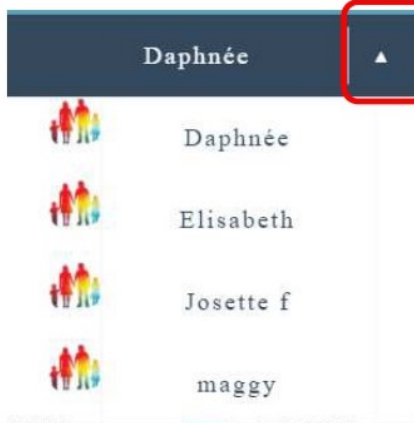 Daphnée ▲
Daphnée
Elisabeth
Josette f
maggy